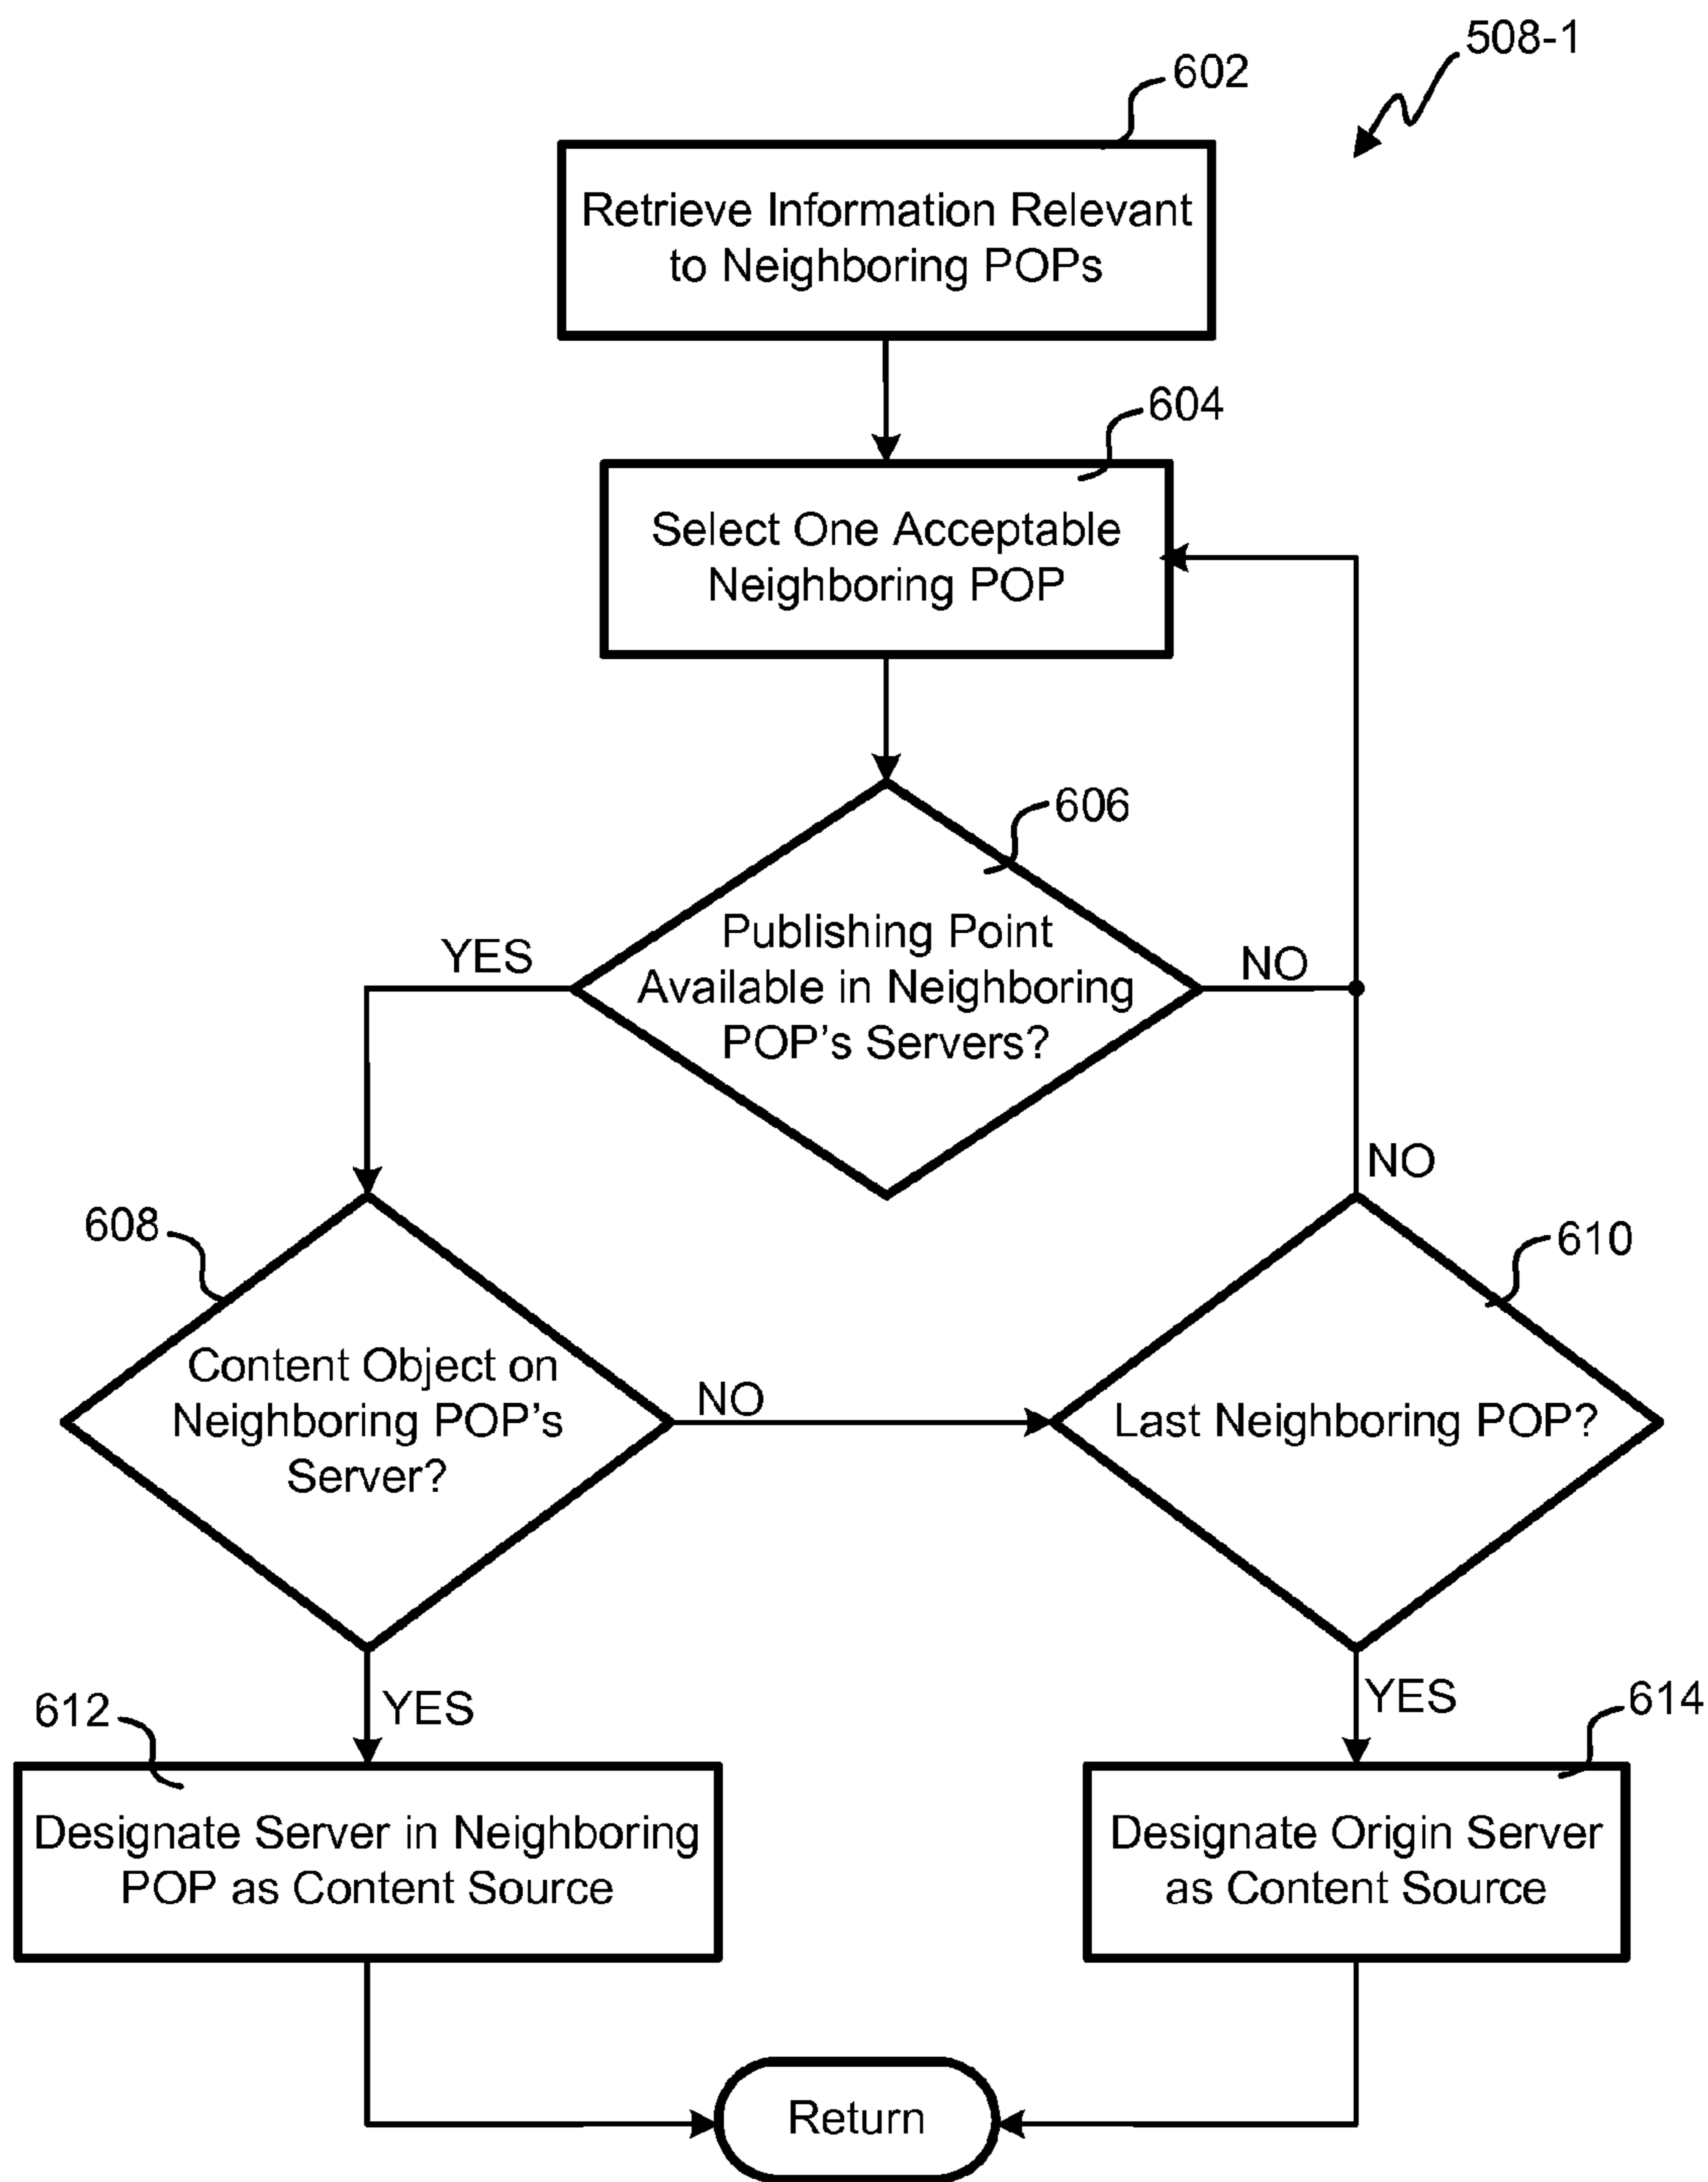 508-1
602
Retrieve Information Relevant
to Neighboring POPs
604
Select One Acceptable
Neighboring POP
606
Publishing Point
Available in Neighboring
POP's Servers?
YES
NO
NO
608
Content Object on
Neighboring POP's
Server?
NO
610
Last Neighboring POP?
612
YES
YES
614
Designate Server in Neighboring
POP as Content Source
Designate Origin Server
as Content Source
Return